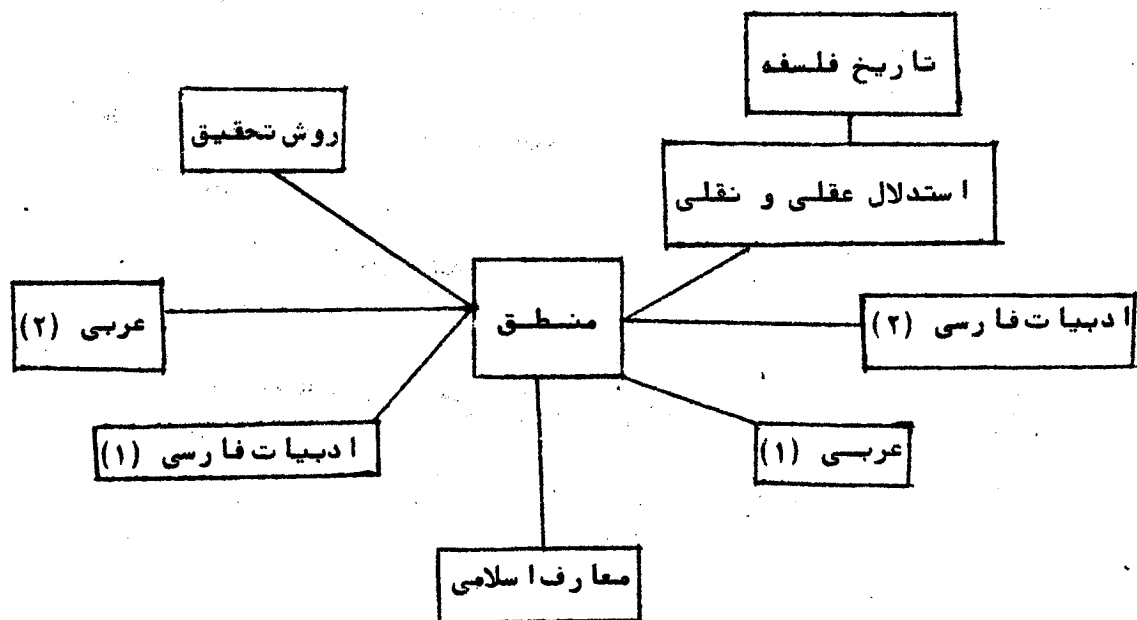 تاریخ فلسفه
روش تحقیق
استدلال عقلی و نقلی
منطق
ادبیات فارسی (۲)
عربی (۲)
عربی (۱)
ادبیات فارسی (۱)
معارف اسلامی